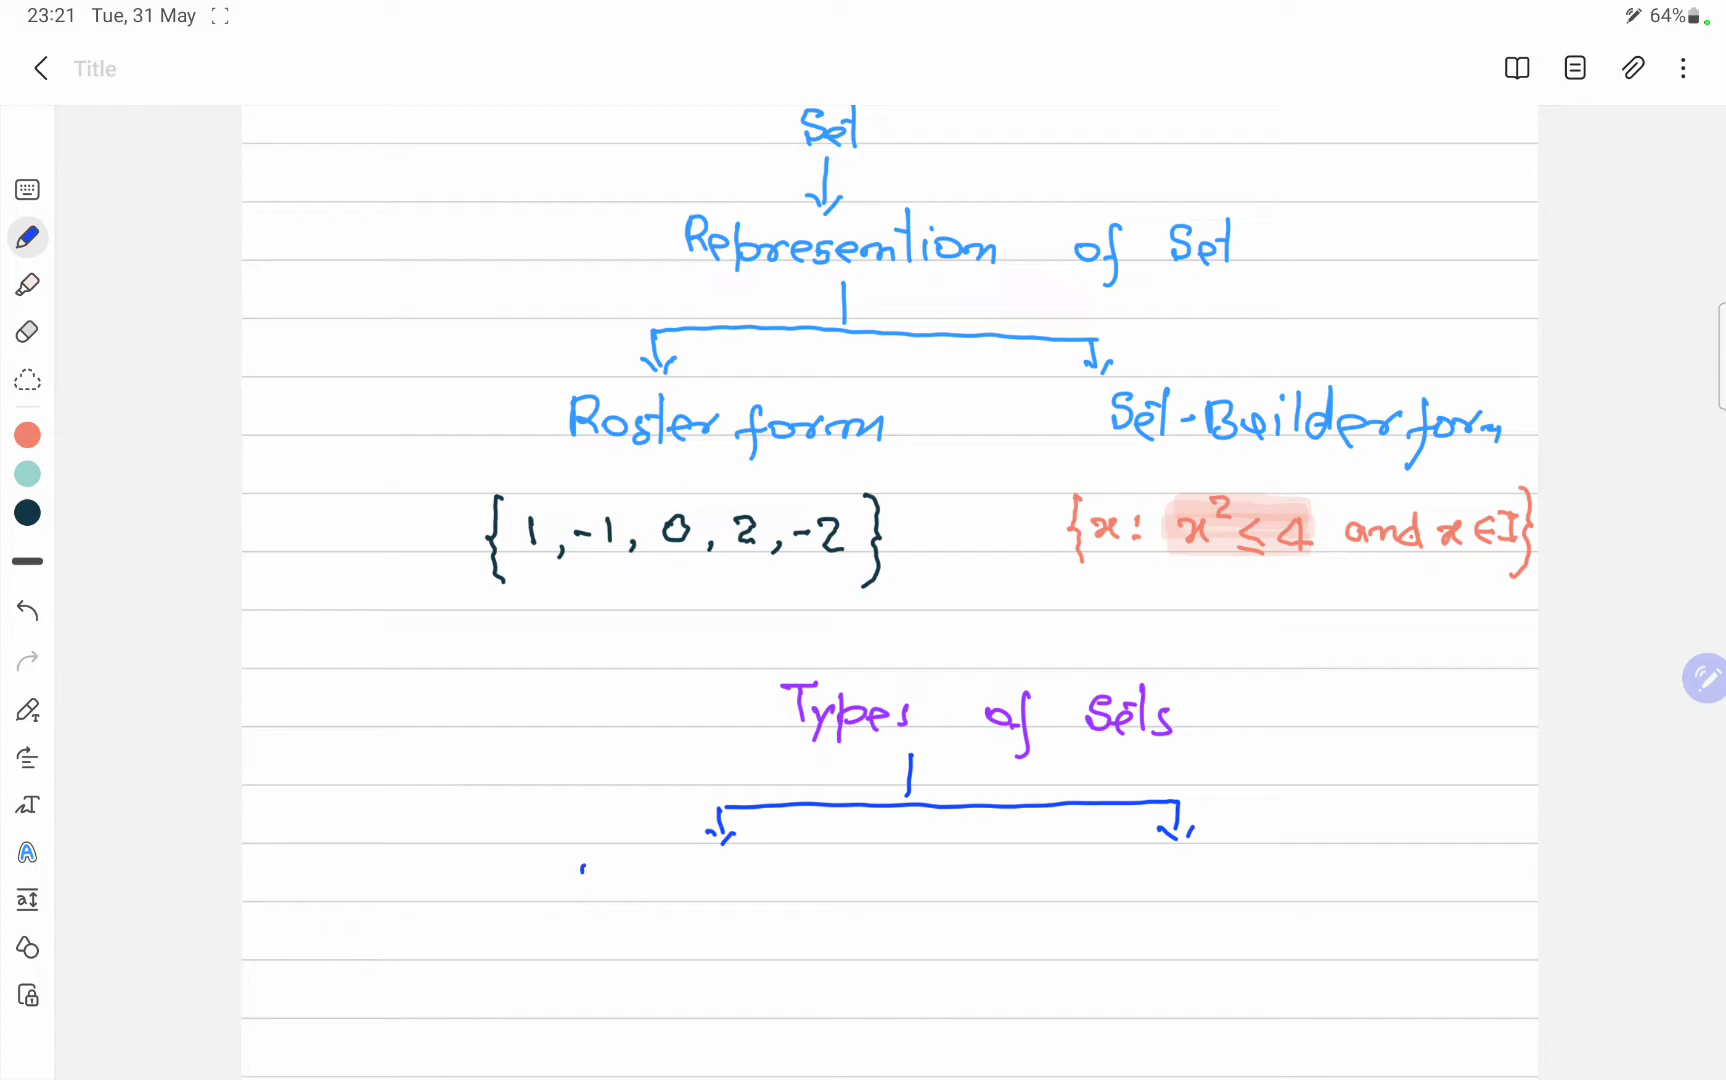 23:21 Tue, 31 May 64%
Title
Set
Represention of Set
Roster form Set-Builder form
{1, -1, 0, 2, -2} {x: x² ≤ 4 and x ∈ I}
Types of Sets